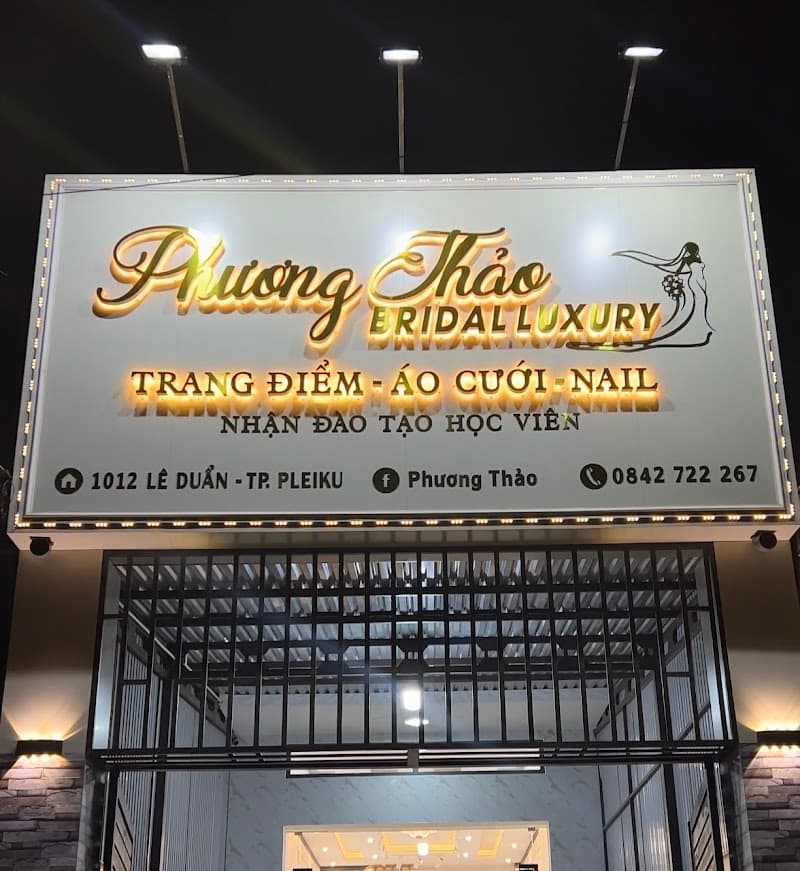 Phương Thảo
BRIDAL LUXURY
TRANG ĐIỂM - ÁO CƯỚI - NAIL
NHẬN ĐÀO TẠO HỌC VIÊN
1012 LÊ DUẨN - TP. PLEIKU f Phương Thảo 0842 722 267